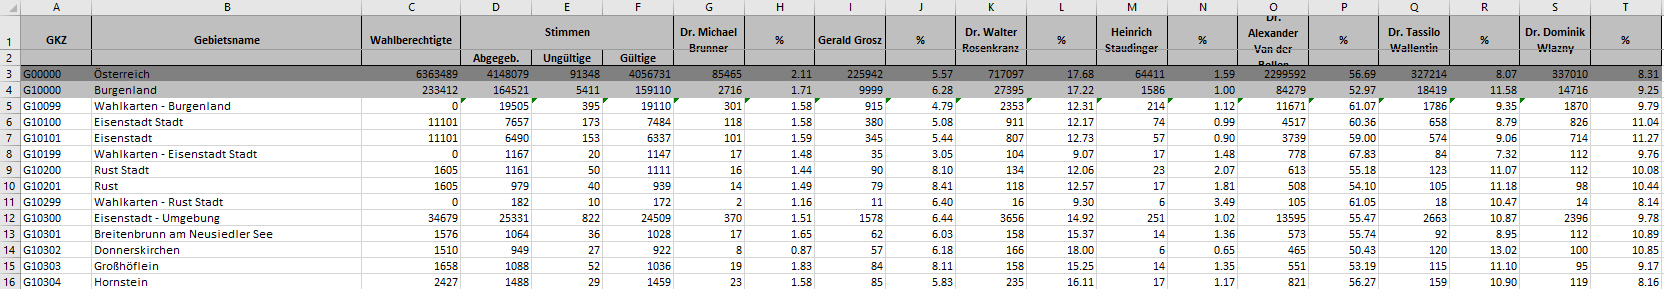 A B C D E F G H I J K L M N O P Q R S T
1 GKZ Gebietsname Wahlberechtigte Stimmen Dr. Michael Brunner % Gerald Grosz % Dr. Walter Rosenkranz % Heinrich Staudinger % Dr. Alexander Van der Bellen % Dr. Tassilo Wallentin % Dr. Dominik Wlazny %
2 Abgegeb. Ungültige Gültige
3 G00000 Österreich 6363489 4148079 91348 4056731 85465 2.11 225942 5.57 717097 17.68 64411 1.59 2299592 56.69 327214 8.07 337010 8.31
4 G10000 Burgenland 233412 164521 5411 159110 2716 1.71 9999 6.28 27395 17.22 1586 1.00 84279 52.97 18419 11.58 14716 9.25
5 G10099 Wahlkarten - Burgenland 0 19505 395 19110 301 1.58 915 4.79 2353 12.31 214 1.12 11671 61.07 1786 9.35 1870 9.79
6 G10100 Eisenstadt Stadt 11101 7657 173 7484 118 1.58 380 5.08 911 12.17 74 0.99 4517 60.36 658 8.79 826 11.04
7 G10101 Eisenstadt 11101 6490 153 6337 101 1.59 345 5.44 807 12.73 57 0.90 3739 59.00 574 9.06 714 11.27
8 G10199 Wahlkarten - Eisenstadt Stadt 0 1167 20 1147 17 1.48 35 3.05 104 9.07 17 1.48 778 67.83 84 7.32 112 9.76
9 G10200 Rust Stadt 1605 1161 50 1111 16 1.44 90 8.10 134 12.06 23 2.07 613 55.18 123 11.07 112 10.08
10 G10201 Rust 1605 979 40 939 14 1.49 79 8.41 118 12.57 17 1.81 508 54.10 105 11.18 98 10.44
11 G10299 Wahlkarten - Rust Stadt 0 182 10 172 2 1.16 11 6.40 16 9.30 6 3.49 105 61.05 18 10.47 14 8.14
12 G10300 Eisenstadt - Umgebung 34679 25331 822 24509 370 1.51 1578 6.44 3656 14.92 251 1.02 13595 55.47 2663 10.87 2396 9.78
13 G10301 Breitenbrunn am Neusiedler See 1576 1064 36 1028 17 1.65 62 6.03 158 15.37 14 1.36 573 55.74 92 8.95 112 10.89
14 G10302 Donnerskirchen 1510 949 27 922 8 0.87 57 6.18 166 18.00 6 0.65 465 50.43 120 13.02 100 10.85
15 G10303 Großhöflein 1658 1088 52 1036 19 1.83 84 8.11 158 15.25 14 1.35 551 53.19 115 11.10 95 9.17
16 G10304 Hornstein 2427 1488 29 1459 23 1.58 85 5.83 235 16.11 17 1.17 821 56.27 159 10.90 119 8.16